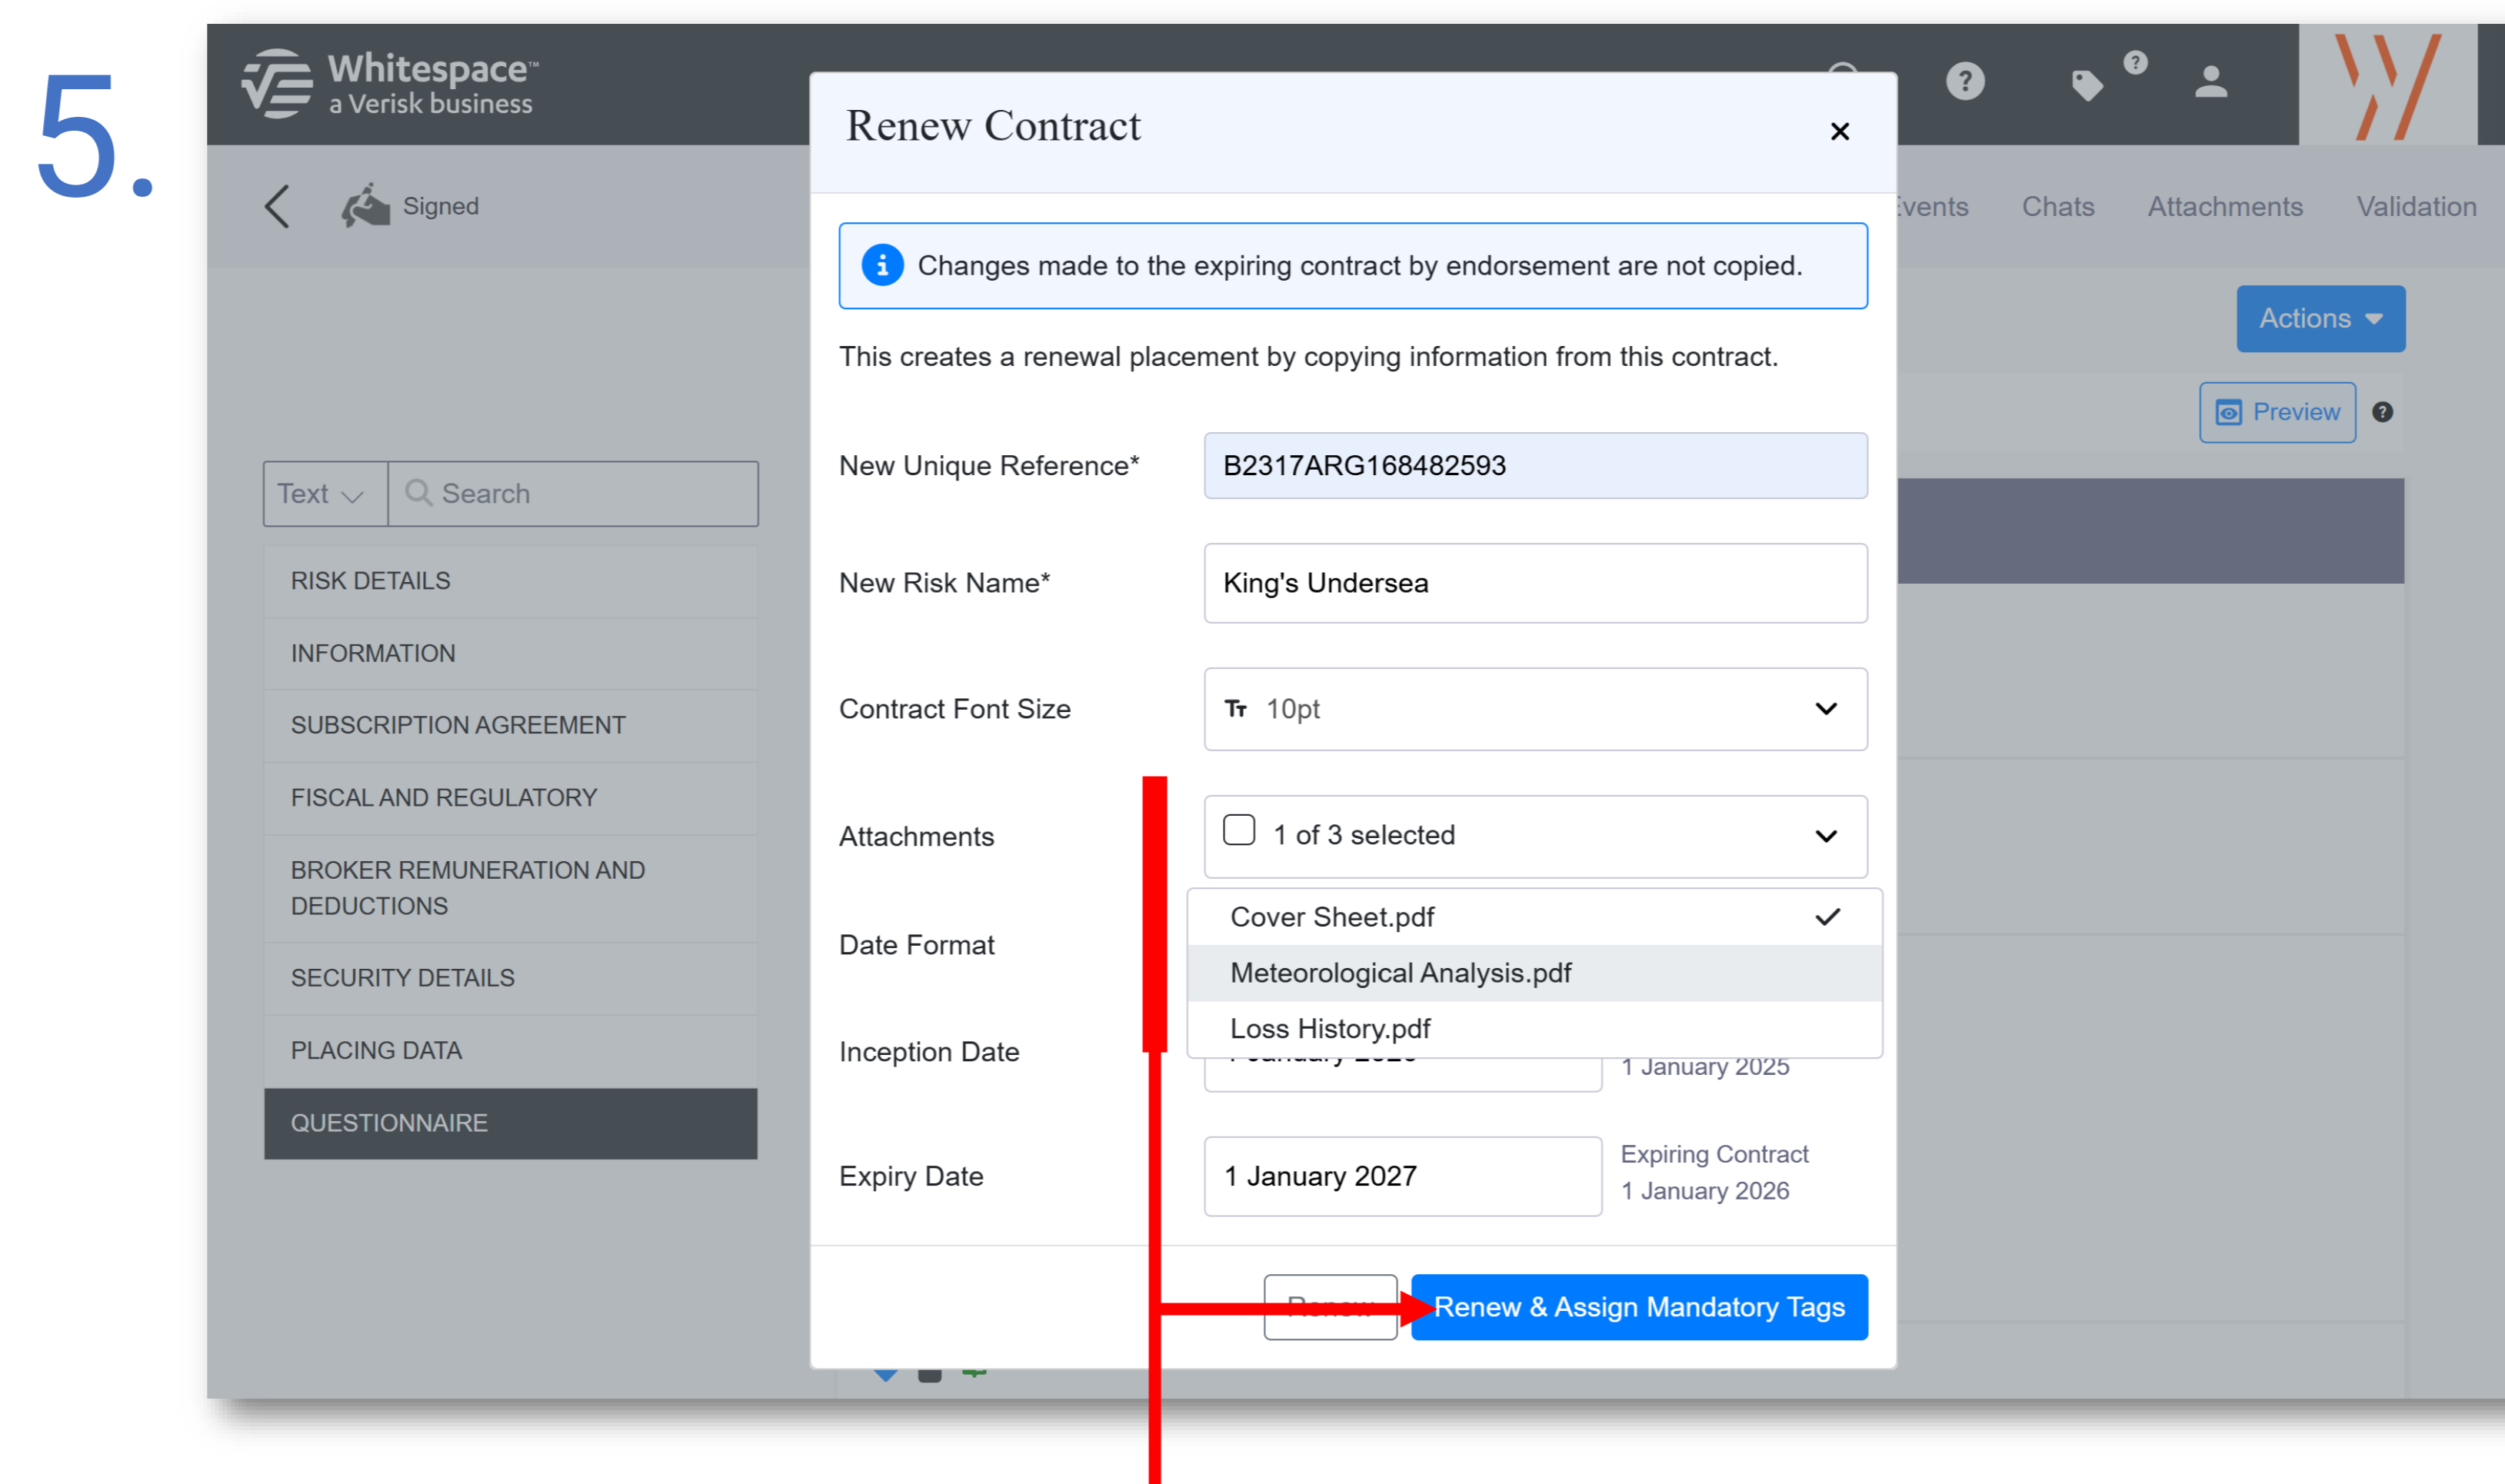 5.
Whitespace™
a Verisk business
Signed
Chats
Attachments
Validation
Actions
Preview
Text
Search
RISK DETAILS
INFORMATION
SUBSCRIPTION AGREEMENT
FISCAL AND REGULATORY
BROKER REMUNERATION AND
DEDUCTIONS
SECURITY DETAILS
PLACING DATA
QUESTIONNAIRE
Renew Contract
Changes made to the expiring contract by endorsement are not copied.
This creates a renewal placement by copying information from this contract.
New Unique Reference*
B2317ARG168482593
New Risk Name*
King's Undersea
Contract Font Size
10pt
Attachments
1 of 3 selected
Cover Sheet.pdf
Date Format
Meteorological Analysis.pdf
Loss History.pdf
Inception Date
1 January 2025
Expiry Date
1 January 2027
Expiring Contract
1 January 2026
Renew
Renew & Assign Mandatory Tags